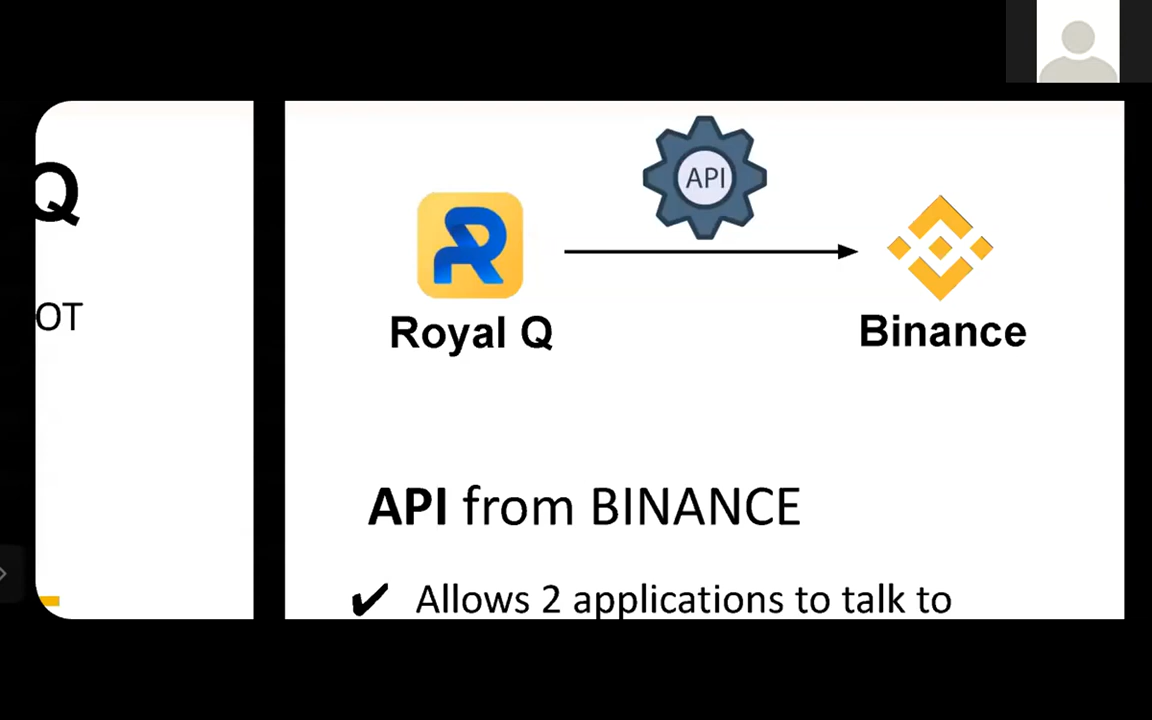 Q
OT
API
Royal Q
Binance
API from BINANCE
✔ Allows 2 applications to talk to